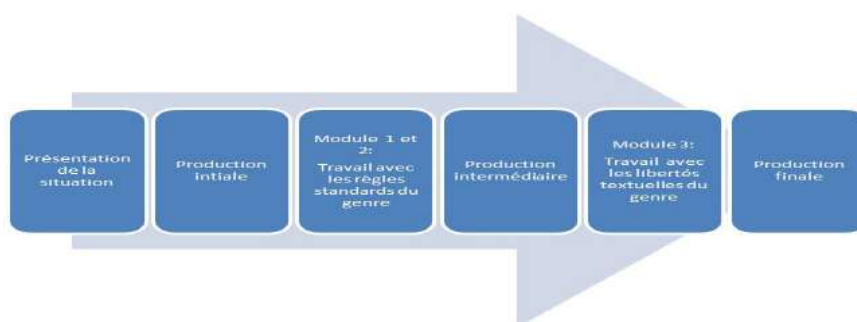 Présentation
de la
situation
Production
intiale
Module 1 et
2:
Travail avec
les règles
standards du
genre
Production
intermédiaire
Module 3:
Travail avec
les libertés
textuelles du
genre
Production
finale